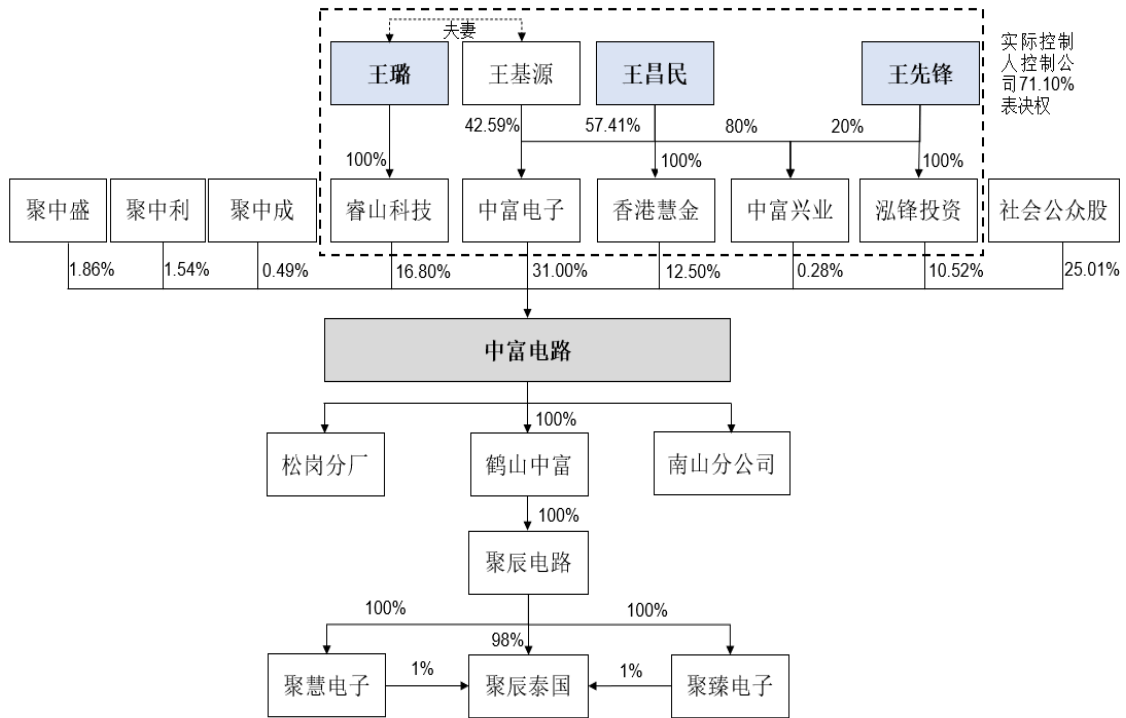 夫妻
王璐
王基源
王昌民
王先锋
实际控制
人控制公
司71.10%
表决权
42.59%
57.41%
80%
20%
100%
100%
100%
聚中盛
聚中利
聚中成
睿山科技
中富电子
香港慧金
中富兴业
泓锋投资
社会公众股
1.86%
1.54%
0.49%
16.80%
31.00%
12.50%
0.28%
10.52%
25.01%
中富电路
100%
松岗分厂
鹤山中富
南山分公司
100%
聚辰电路
100%
100%
98%
聚慧电子
1%
聚辰泰国
1%
聚臻电子